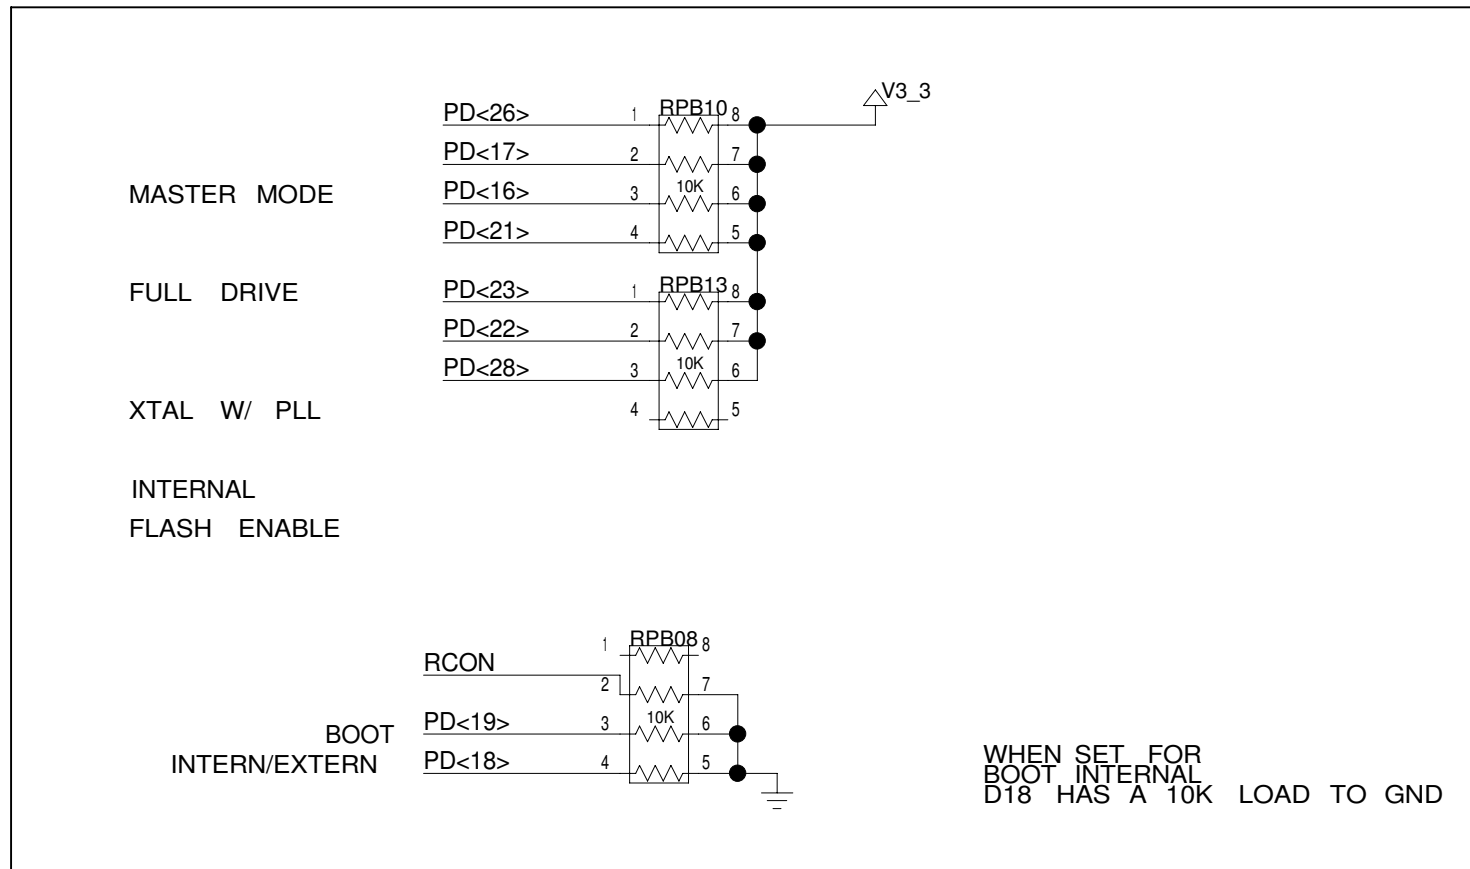 V3_3
PD<26> 1 RPB10 8
PD<17> 2 7
MASTER MODE PD<16> 3 10K 6
PD<21> 4 5
FULL DRIVE PD<23> 1 RPB13 8
PD<22> 2 7
PD<28> 3 10K 6
XTAL W/ PLL 4 5
INTERNAL
FLASH ENABLE
1 RPB08 8
RCON 2 7
BOOT PD<19> 3 10K 6
INTERN/EXTERN PD<18> 4 5
WHEN SET FOR
BOOT INTERNAL
D18 HAS A 10K LOAD TO GND